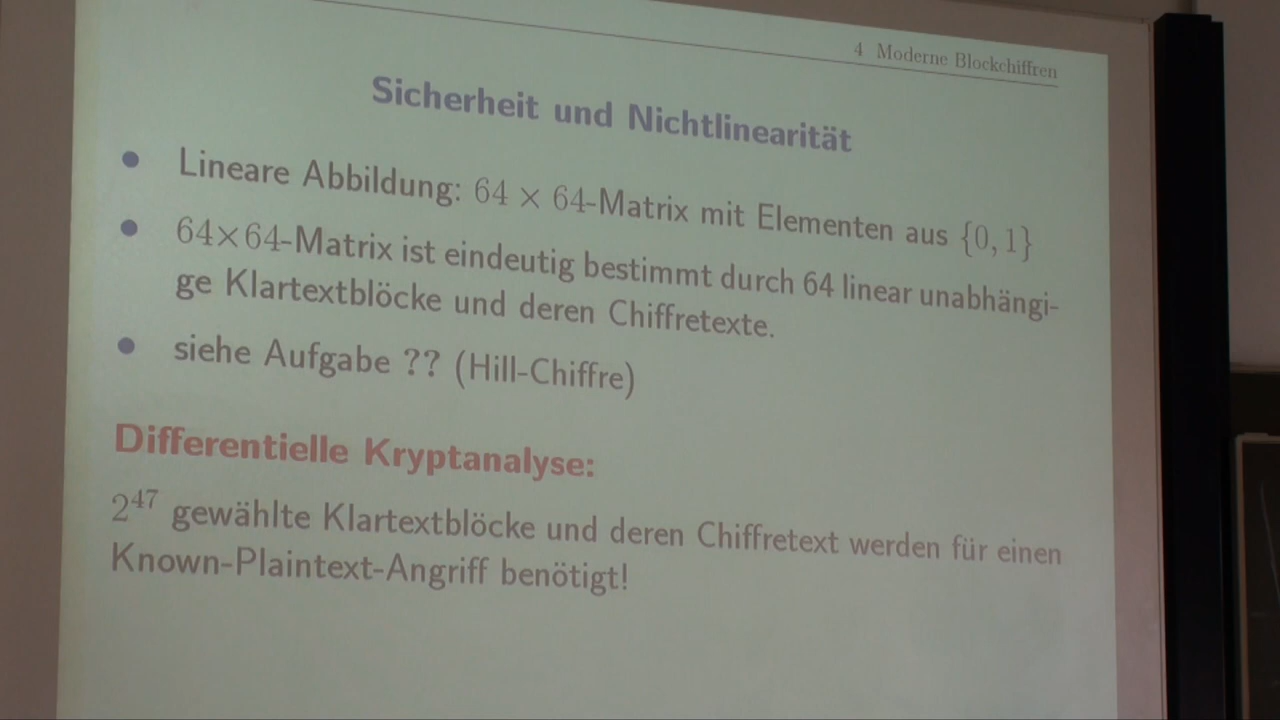 4 Moderne Blockchiffren
Sicherheit und Nichtlinearität
• Lineare Abbildung: 64 × 64-Matrix mit Elementen aus {0, 1}
• 64×64-Matrix ist eindeutig bestimmt durch 64 linear unabhängi-
ge Klartextblöcke und deren Chiffretexte.
• siehe Aufgabe ?? (Hill-Chiffre)
Differentielle Kryptanalyse:
2⁴⁷ gewählte Klartextblöcke und deren Chiffretext werden für einen
Known-Plaintext-Angriff benötigt!